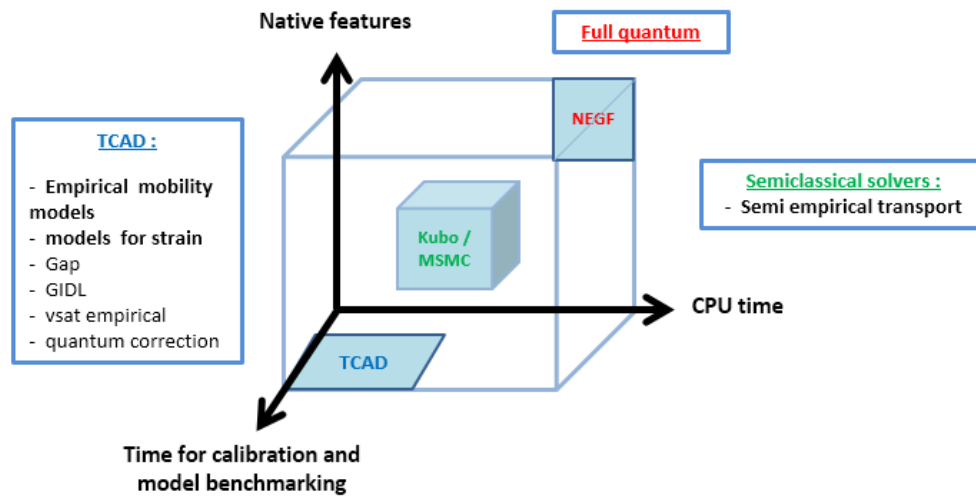 Native features
Full quantum
NEGF
TCAD :
- Empirical mobility
models
- models for strain
- Gap
- GIDL
- vsat empirical
- quantum correction
Semiclassical solvers :
- Semi empirical transport
Kubo /
MSMC
CPU time
TCAD
Time for calibration and
model benchmarking